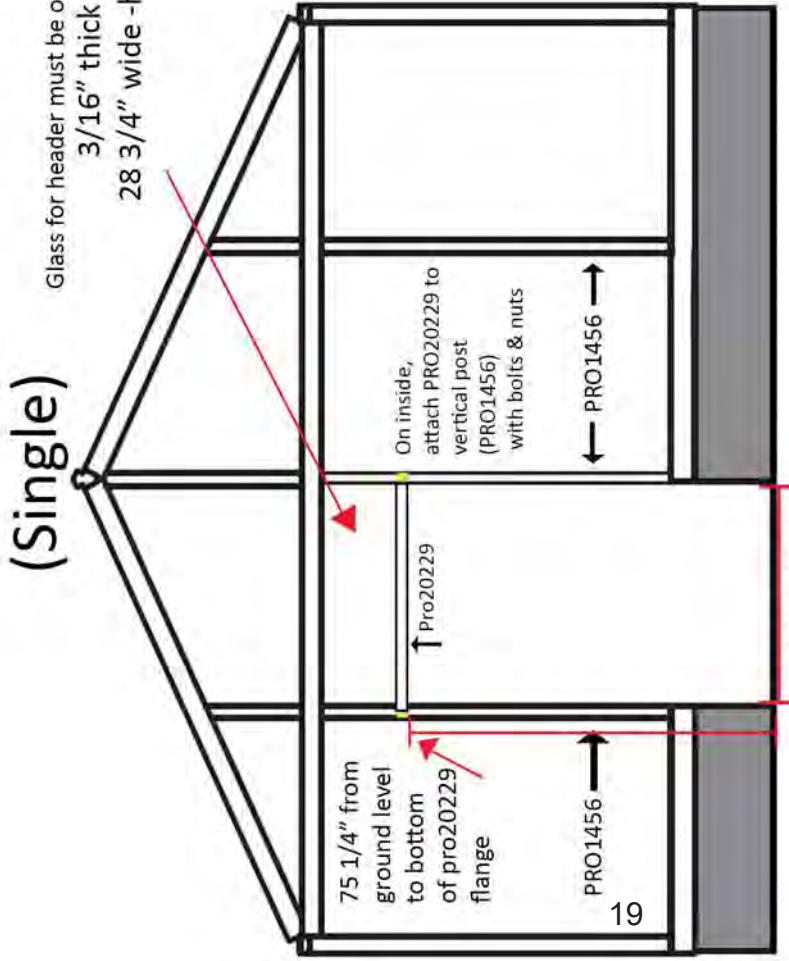 (Single)
Glass for header must be o
3/16” thick
28 3/4” wide -
On inside,
attach PRO20229 to
vertical post
(PRO1456)
with bolts & nuts
PRO1456
Pro20229
75 1/4” from
ground level
to bottom
of pro20229
flange
PRO1456
19